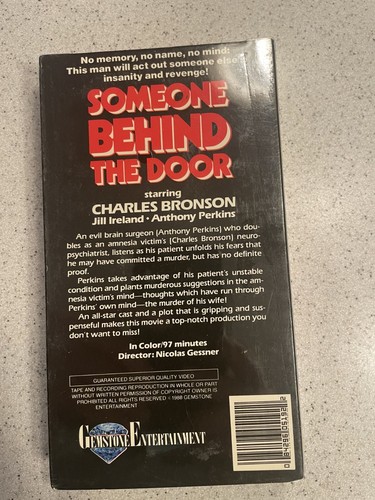 No memory, no name, no mind:
This man will act out someone else's
insanity and revenge!
SOMEONE
BEHIND
THE DOOR
starring
CHARLES BRONSON
Jill Ireland • Anthony Perkins
An evil brain surgeon (Anthony Perkins) who dou-
bles as an amnesia victim's (Charles Bronson) neuro-
psychiatrist, listens as his patient unfolds his fears that
he may have committed a murder, but has no definite
proof.
Perkins takes advantage of his patient's unstable
condition and plants murderous suggestions in the am-
nesia victim's mind—thoughts which have run through
Perkins' own mind—the murder of his wife!
An all-star cast and a plot that is gripping and sus-
penseful makes this movie a top-notch production you
don't want to miss!
In Color/97 minutes
Director: Nicolas Gessner
GUARANTEED SUPERIOR QUALITY VIDEO
TAPE AND RECORDING REPRODUCTION IN WHOLE OR PART
WITHOUT WRITTEN PERMISSION OF COPYRIGHT OWNER IS
PROHIBITED ALL RIGHTS RESERVED © 1988 GEMSTONE
ENTERTAINMENT
GEMSTONE ENTERTAINMENT